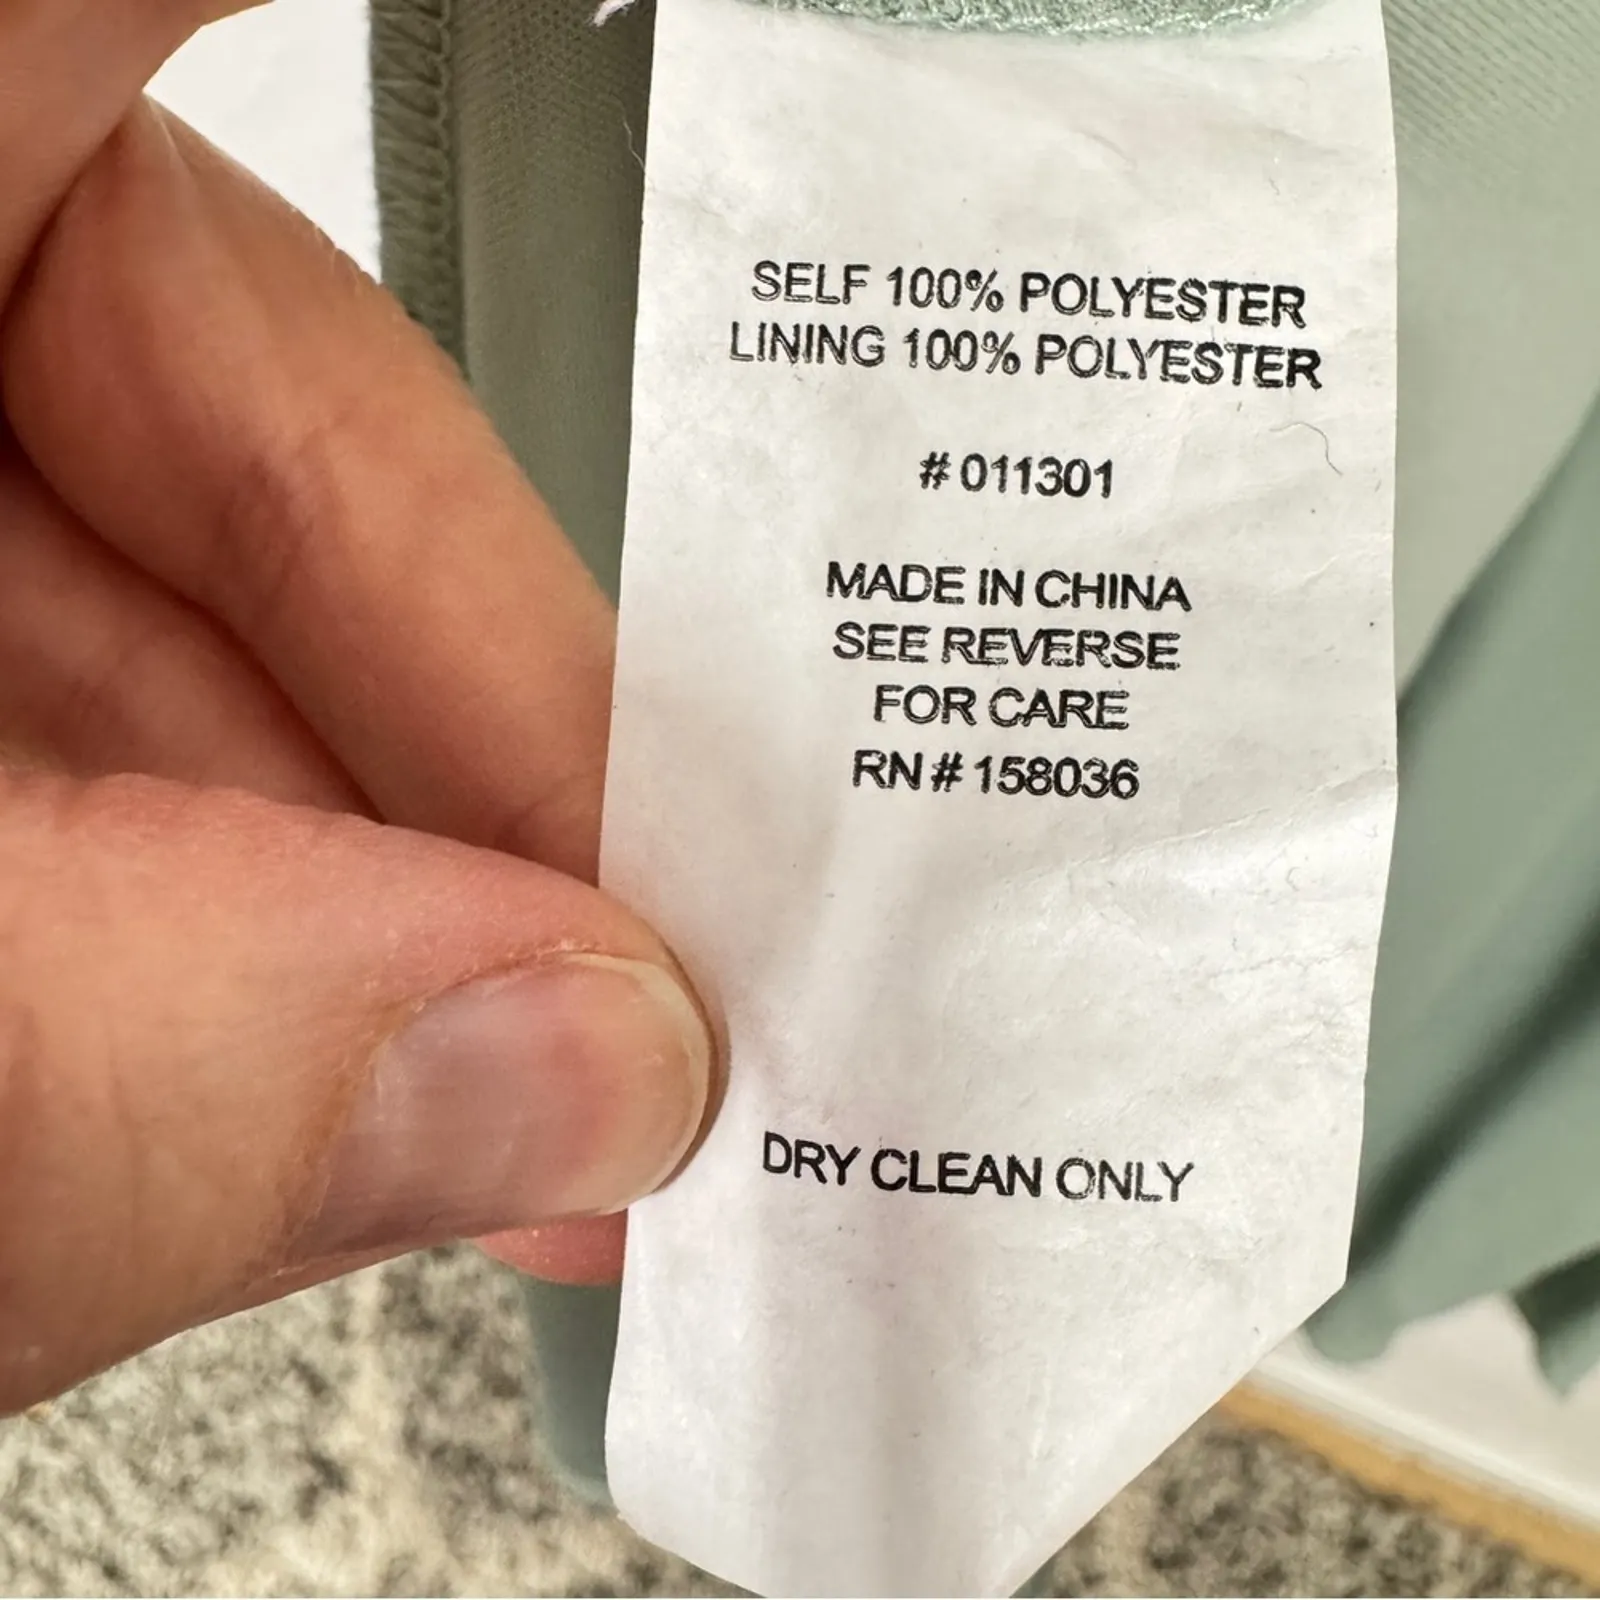 SELF 100% POLYESTER
LINING 100% POLYESTER
# 011301
MADE IN CHINA
SEE REVERSE
FOR CARE
RN # 158036
DRY CLEAN ONLY